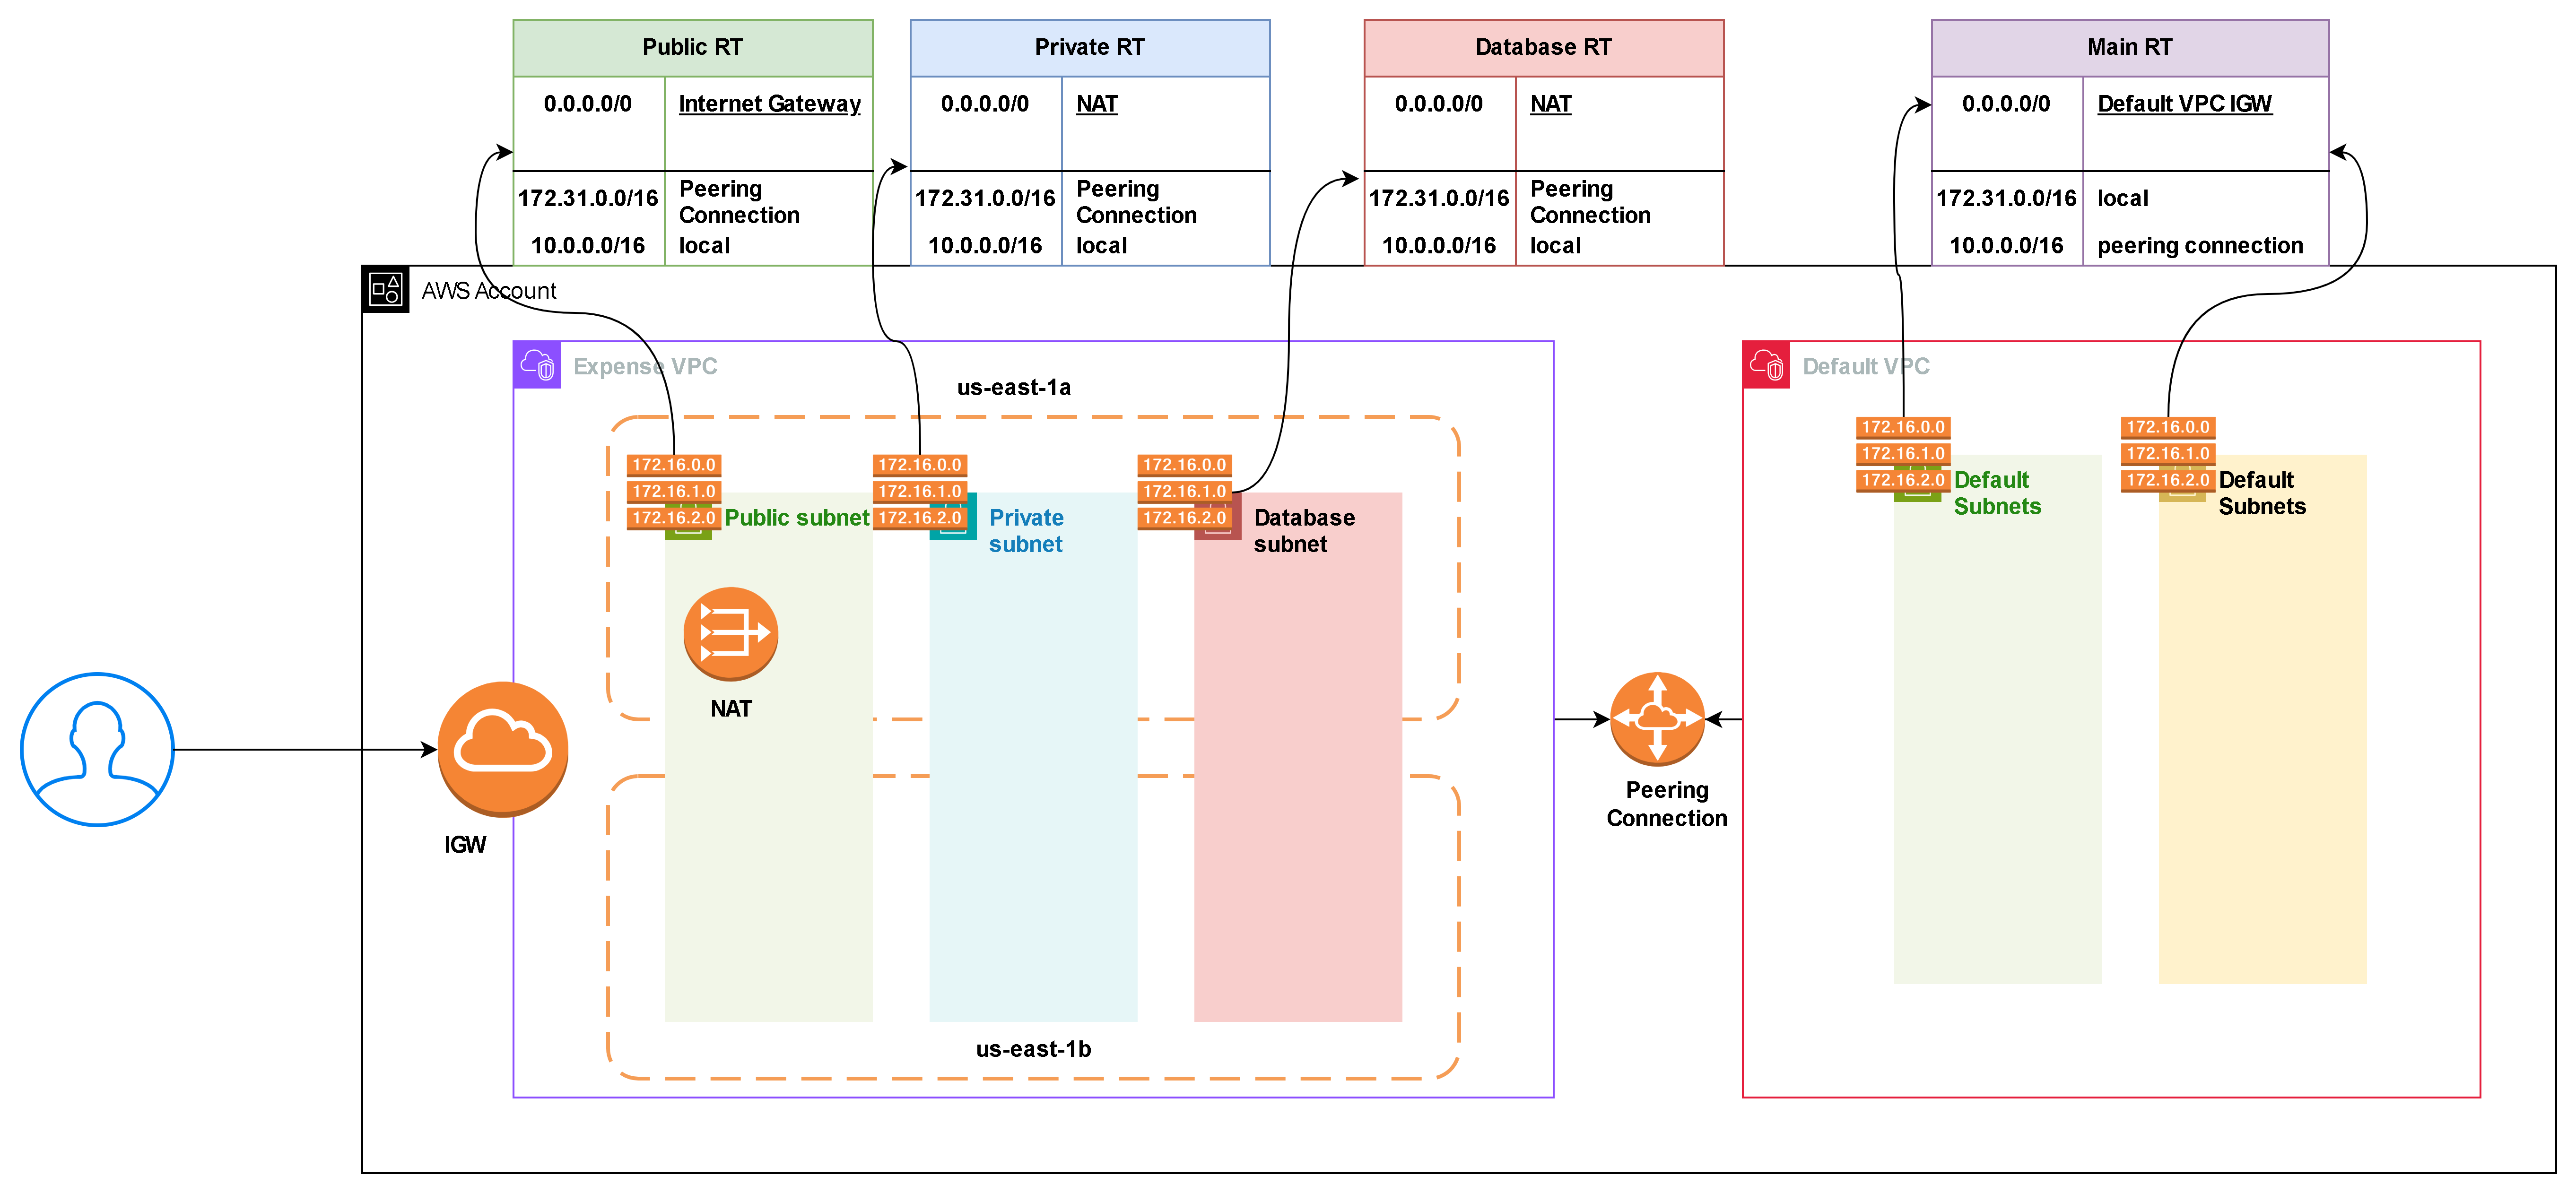 Public RT
0.0.0.0/0 Internet Gateway
172.31.0.0/16 Peering
Connection
10.0.0.0/16 local
Private RT
0.0.0.0/0 NAT
172.31.0.0/16 Peering
Connection
10.0.0.0/16 local
Database RT
0.0.0.0/0 NAT
172.31.0.0/16 Peering
Connection
10.0.0.0/16 local
Main RT
0.0.0.0/0 Default VPC IGW
172.31.0.0/16 local
10.0.0.0/16 peering connection
AWS Account
Expense VPC
us-east-1a
172.16.0.0
172.16.1.0
172.16.2.0
Public subnet
172.16.0.0
172.16.1.0
172.16.2.0
Private
subnet
172.16.0.0
172.16.1.0
172.16.2.0
Database
subnet
NAT
IGW
us-east-1b
Peering
Connection
Default VPC
172.16.0.0
172.16.1.0
172.16.2.0
Default
Subnets
172.16.0.0
172.16.1.0
172.16.2.0
Default
Subnets